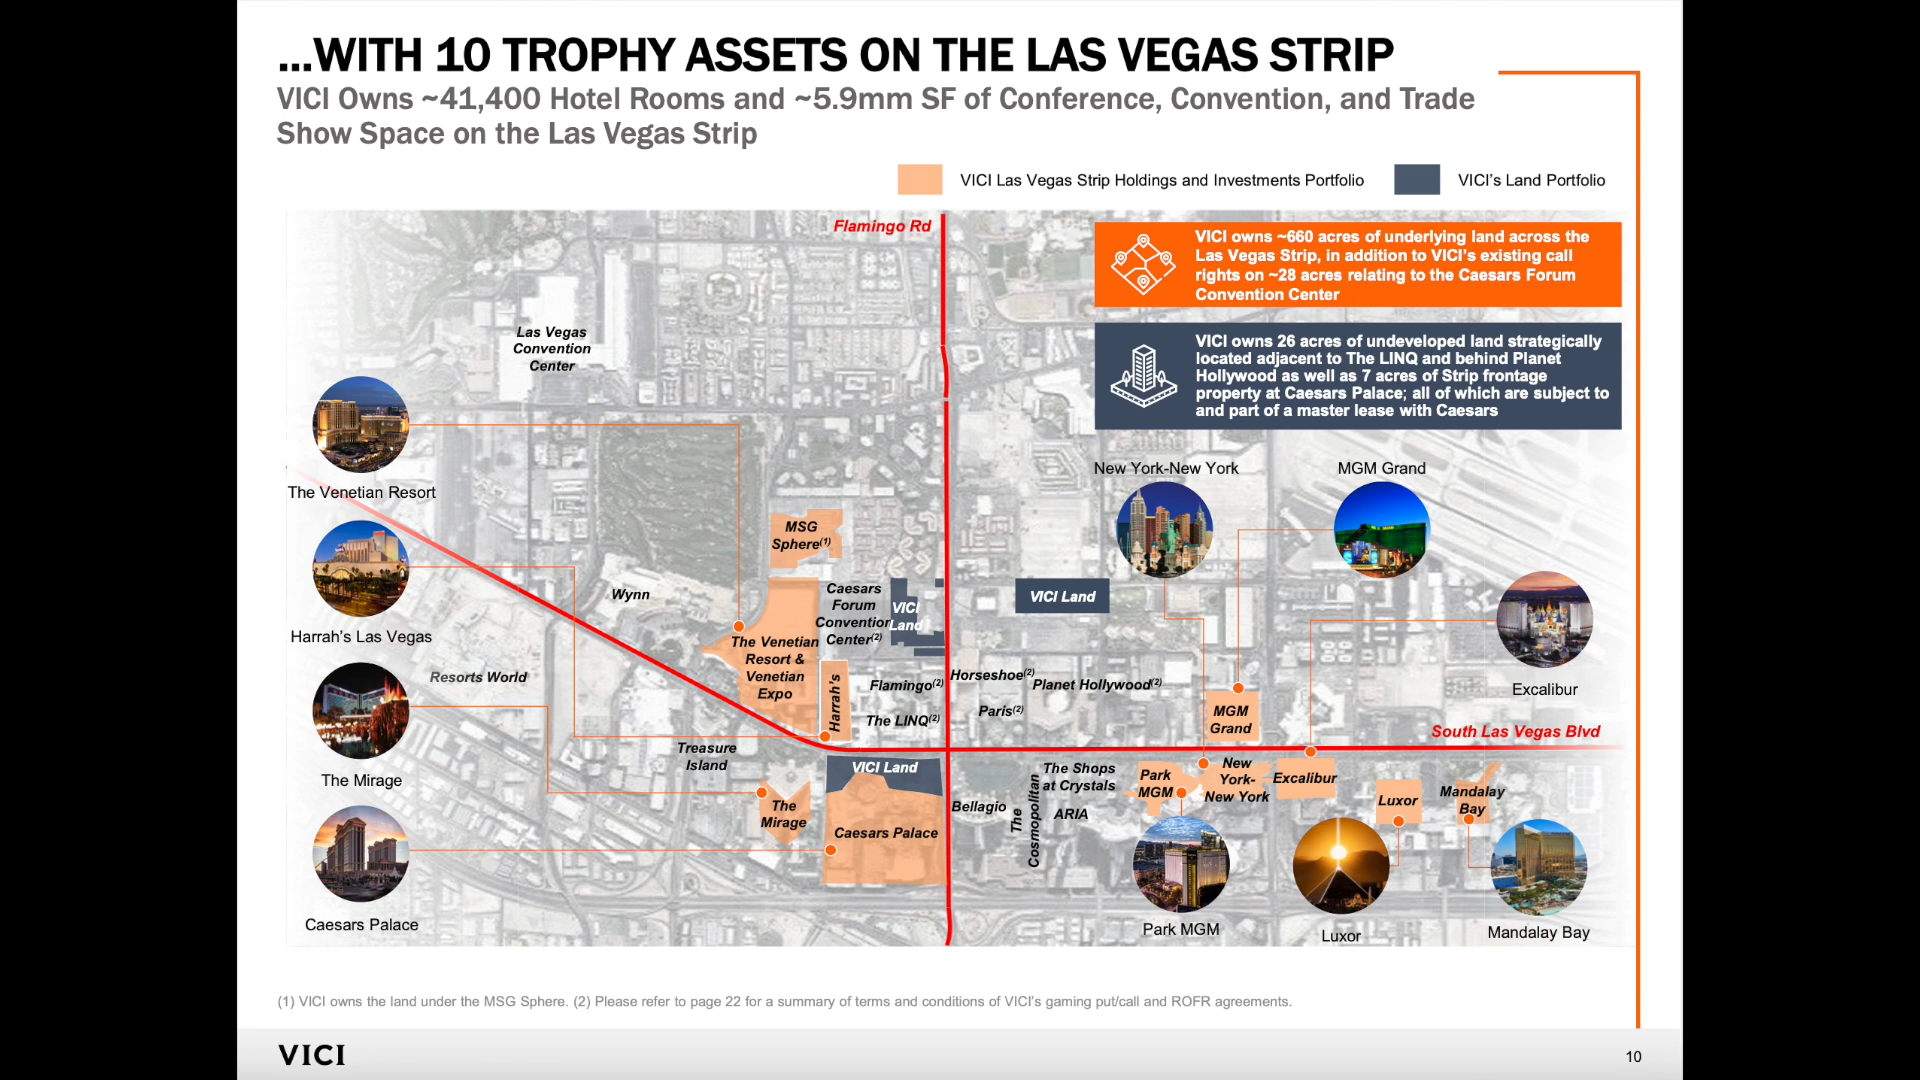 ...WITH 10 TROPHY ASSETS ON THE LAS VEGAS STRIP
VICI Owns ~41,400 Hotel Rooms and ~5.9mm SF of Conference, Convention, and Trade
Show Space on the Las Vegas Strip
VICI Las Vegas Strip Holdings and Investments Portfolio
VICI's Land Portfolio
Flamingo Rd
VICI owns ~660 acres of underlying land across the
Las Vegas Strip, in addition to VICI's existing call
rights on ~28 acres relating to the Caesars Forum
Convention Center
VICI owns 26 acres of undeveloped land strategically
located adjacent to The LINQ and behind Planet
Hollywood as well as 7 acres of Strip frontage
property at Caesars Palace; all of which are subject to
and part of a master lease with Caesars
Las Vegas
Convention
Center
The Venetian Resort
New York-New York
MGM Grand
MSG
Sphere(1)
Harrah's Las Vegas
Wynn
Caesars
Forum
Convention
Center(2)
VICI
Land
VICI Land
The Venetian
Resort &
Venetian
Expo
Resorts World
Harrah's
Flamingo(2)
The LINQ(2)
Horseshoe(2)
Planet Hollywood(2)
Paris(2)
MGM
Grand
Excalibur
South Las Vegas Blvd
The Mirage
Treasure
Island
VICI Land
The
Mirage
Caesars Palace
Bellagio
The
Cosmopolitan
The Shops
at Crystals
ARIA
Park
MGM
New
York-
New York
Excalibur
Luxor
Mandalay
Bay
Caesars Palace
Park MGM
Luxor
Mandalay Bay
(1) VICI owns the land under the MSG Sphere. (2) Please refer to page 22 for a summary of terms and conditions of VICI's gaming put/call and ROFR agreements.
VICI
10